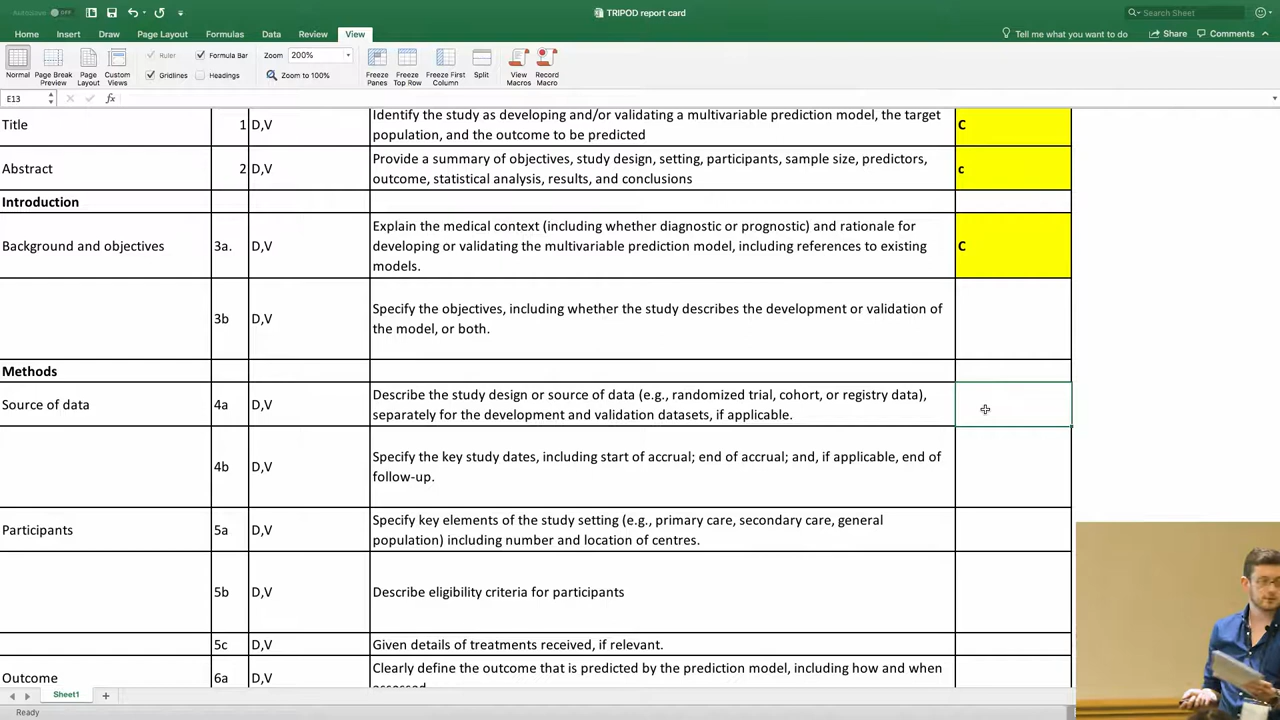 AutoSave OFF
TRIPOD report card
Search Sheet
Home Insert Draw Page Layout Formulas Data Review View
Tell me what you want to do Share Comments
Normal Page Break Preview Page Layout Custom Views
Ruler Formula Bar Zoom 200%
Gridlines Headings Zoom to 100%
Freeze Panes Freeze Top Row Freeze First Column Split View Macros Record Macro
E13 fx
Title 1 D,V Identify the study as developing and/or validating a multivariable prediction model, the target
population, and the outcome to be predicted C
Abstract 2 D,V Provide a summary of objectives, study design, setting, participants, sample size, predictors,
outcome, statistical analysis, results, and conclusions c
Introduction
Background and objectives 3a. D,V Explain the medical context (including whether diagnostic or prognostic) and rationale for
developing or validating the multivariable prediction model, including references to existing
models. C
3b D,V Specify the objectives, including whether the study describes the development or validation of
the model, or both.
Methods
Source of data 4a D,V Describe the study design or source of data (e.g., randomized trial, cohort, or registry data),
separately for the development and validation datasets, if applicable.
4b D,V Specify the key study dates, including start of accrual; end of accrual; and, if applicable, end of
follow-up.
Participants 5a D,V Specify key elements of the study setting (e.g., primary care, secondary care, general
population) including number and location of centres.
5b D,V Describe eligibility criteria for participants
5c D,V Given details of treatments received, if relevant.
Outcome 6a D,V Clearly define the outcome that is predicted by the prediction model, including how and when
assessed.
Sheet1
Ready